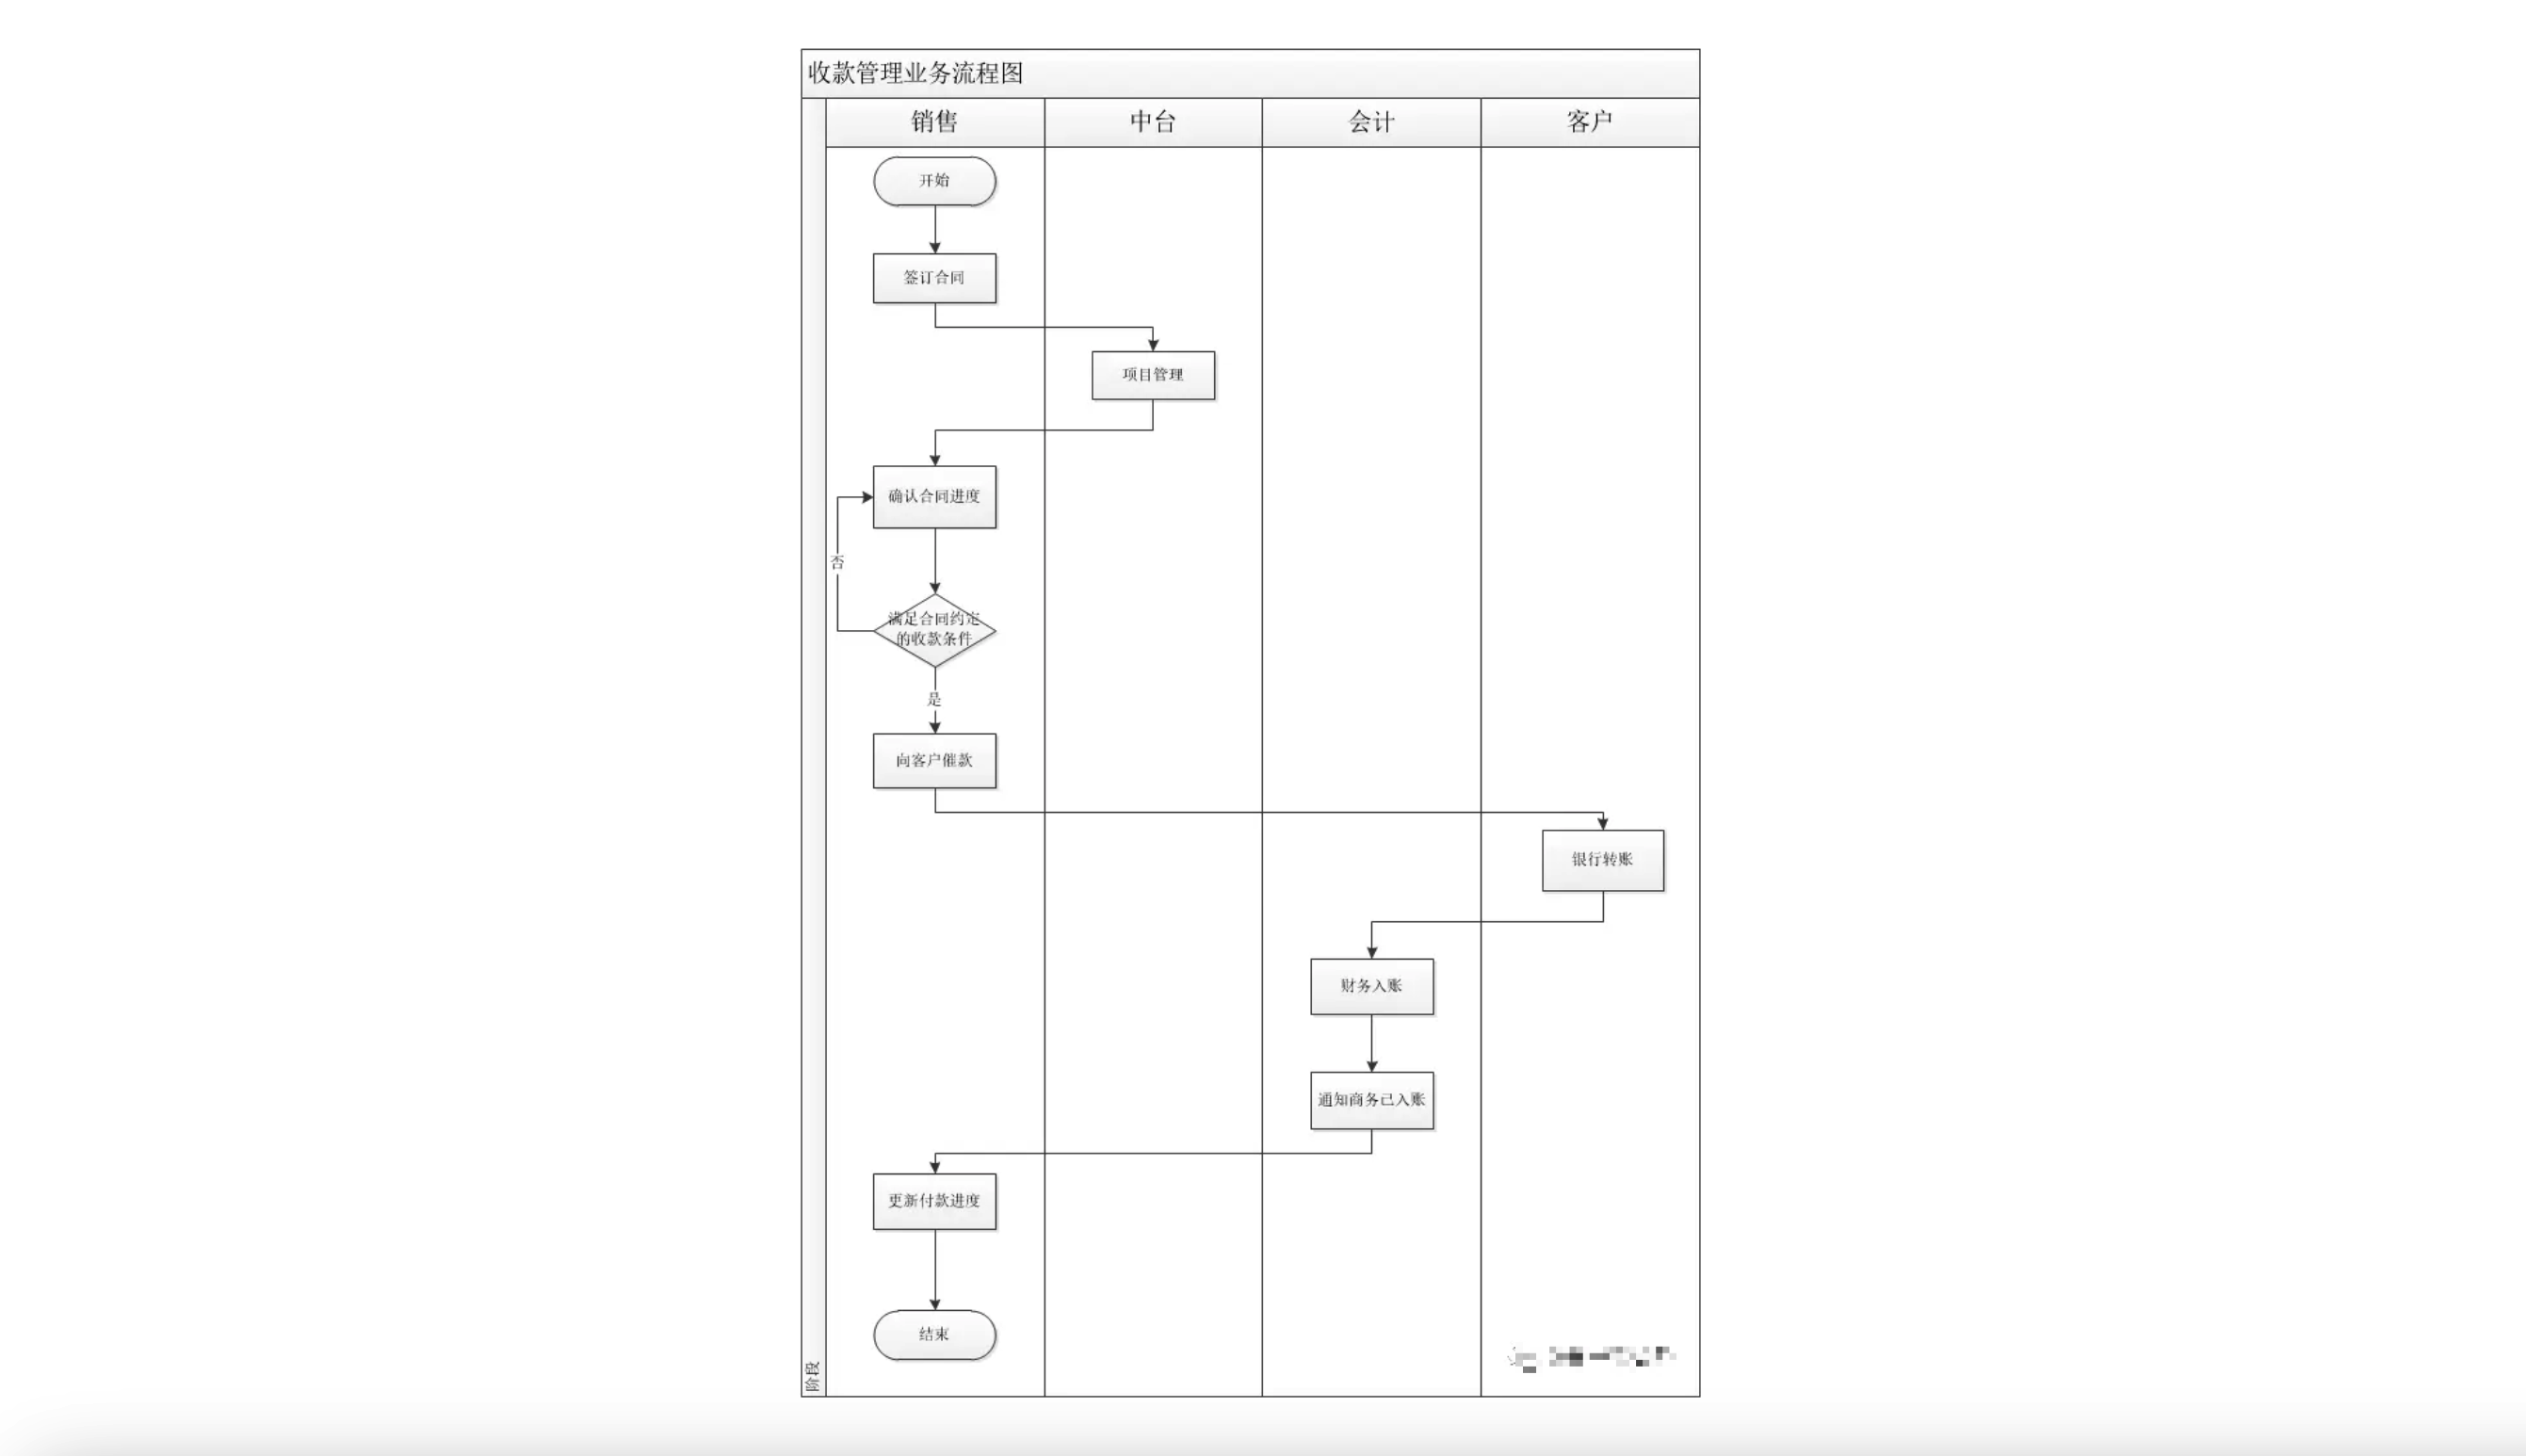 收款管理业务流程图
销售
中台
会计
客户
开始
签订合同
项目管理
确认合同进度
否
满足合同约定
的收款条件
是
向客户催款
银行转账
财务入账
通知商务已入账
更新付款进度
结束
阶段